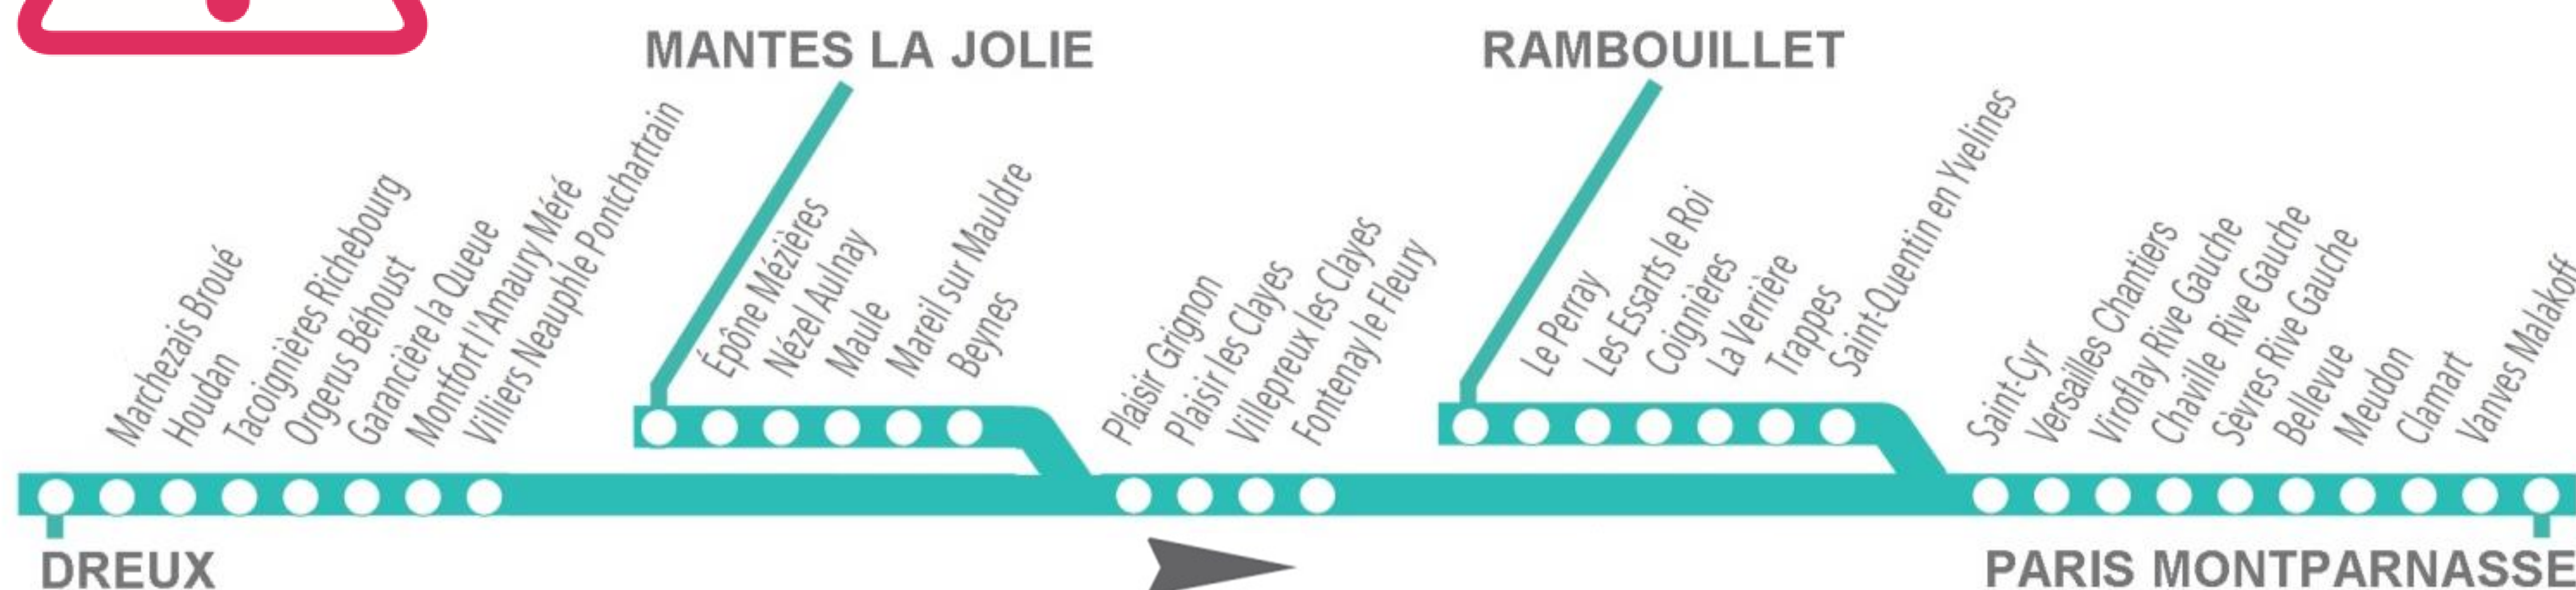 MANTES LA JOLIE
RAMBOUILLET
Marchezais Broué
Houdan
Tacoignières Richebourg
Orgerus Béhoust
Garancière la Queue
Montfort l'Amaury Méré
Villiers Neauphle Pontchartrain
Épône Mézières
Nézel Aulnay
Maule
Mareil sur Mauldre
Beynes
Plaisir Grignon
Plaisir les Clayes
Villepreux les Clayes
Fontenay le Fleury
Le Perray
Les Essarts le Roi
Coignières
La Verrière
Trappes
Saint-Quentin en Yvelines
Saint-Cyr
Versailles Chantiers
Viroflay Rive Gauche
Chaville Rive Gauche
Sèvres Rive Gauche
Bellevue
Meudon
Clamart
Vanves Malakoff
DREUX
PARIS MONTPARNASSE